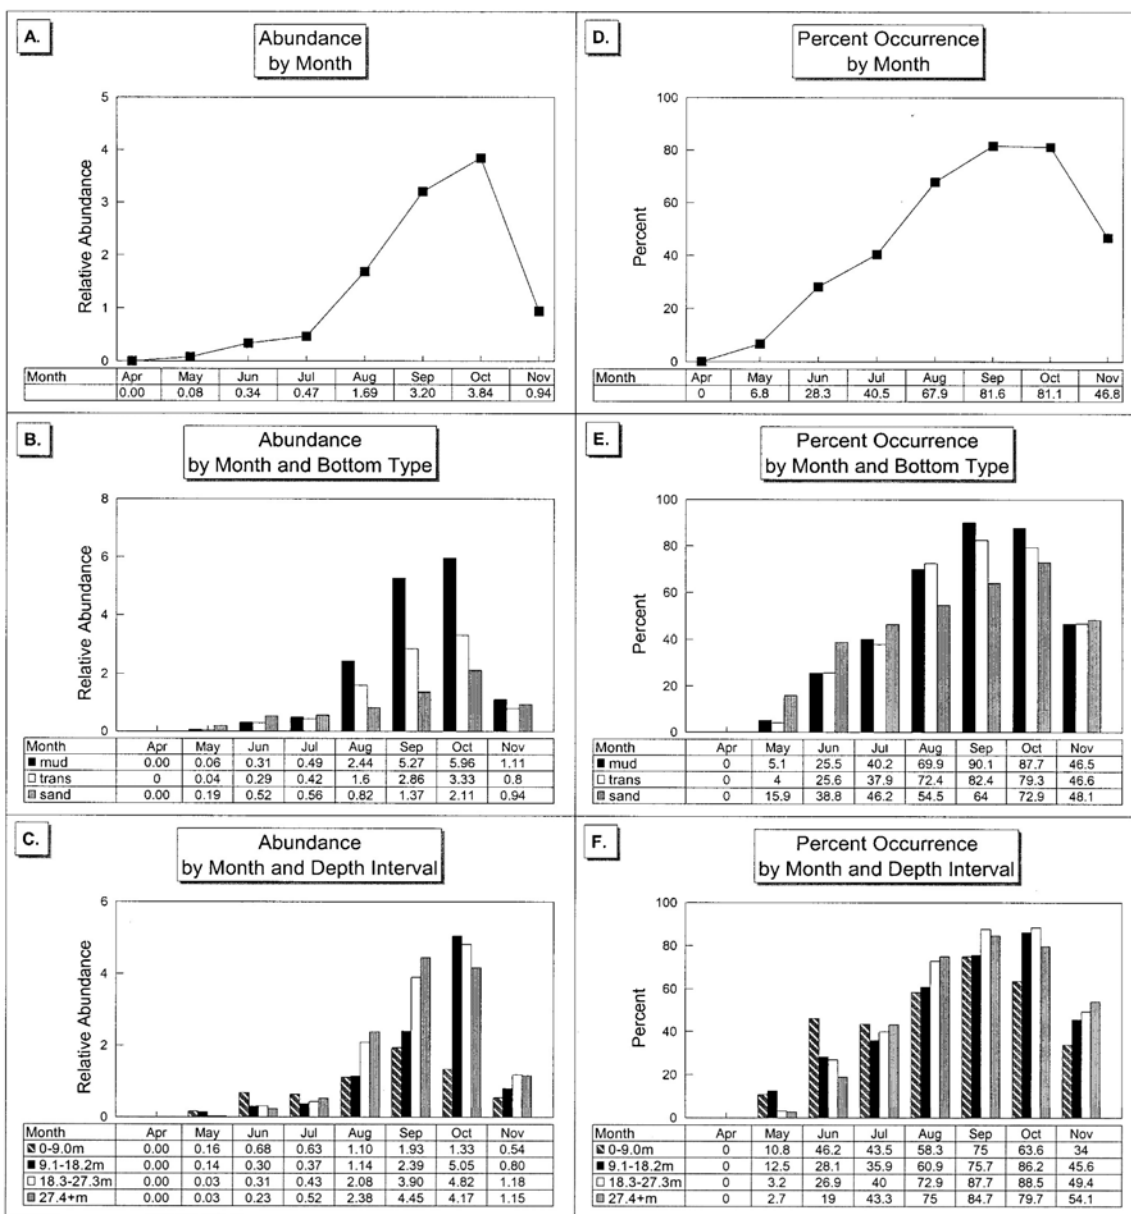 A.
Abundance
by Month
Relative Abundance
5
4
3
2
1
0
Month Apr May Jun Jul Aug Sep Oct Nov
0.00 0.08 0.34 0.47 1.69 3.20 3.84 0.94
D.
Percent Occurrence
by Month
Percent
100
80
60
40
20
0
Month Apr May Jun Jul Aug Sep Oct Nov
0 6.8 28.3 40.5 67.9 81.6 81.1 46.8
B.
Abundance
by Month and Bottom Type
Relative Abundance
8
6
4
2
0
Month Apr May Jun Jul Aug Sep Oct Nov
mud 0.00 0.06 0.31 0.49 2.44 5.27 5.96 1.11
trans 0 0.04 0.29 0.42 1.6 2.86 3.33 0.8
sand 0.00 0.19 0.52 0.56 0.82 1.37 2.11 0.94
E.
Percent Occurrence
by Month and Bottom Type
Percent
100
80
60
40
20
0
Month Apr May Jun Jul Aug Sep Oct Nov
mud 0 5.1 25.5 40.2 69.9 90.1 87.7 46.5
trans 0 4 25.6 37.9 72.4 82.4 79.3 46.6
sand 0 15.9 38.8 46.2 54.5 64 72.9 48.1
C.
Abundance
by Month and Depth Interval
Relative Abundance
6
4
2
0
Month Apr May Jun Jul Aug Sep Oct Nov
0-9.0m 0.00 0.16 0.68 0.63 1.10 1.93 1.33 0.54
9.1-18.2m 0.00 0.14 0.30 0.37 1.14 2.39 5.05 0.80
18.3-27.3m 0.00 0.03 0.31 0.43 2.08 3.90 4.82 1.18
27.4+m 0.00 0.03 0.23 0.52 2.38 4.45 4.17 1.15
F.
Percent Occurrence
by Month and Depth Interval
Percent
100
80
60
40
20
0
Month Apr May Jun Jul Aug Sep Oct Nov
0-9.0m 0 10.8 46.2 43.5 58.3 75 63.6 34
9.1-18.2m 0 12.5 28.1 35.9 60.9 75.7 86.2 45.6
18.3-27.3m 0 3.2 26.9 40 72.9 87.7 88.5 49.4
27.4+m 0 2.7 19 43.3 75 84.7 79.7 54.1